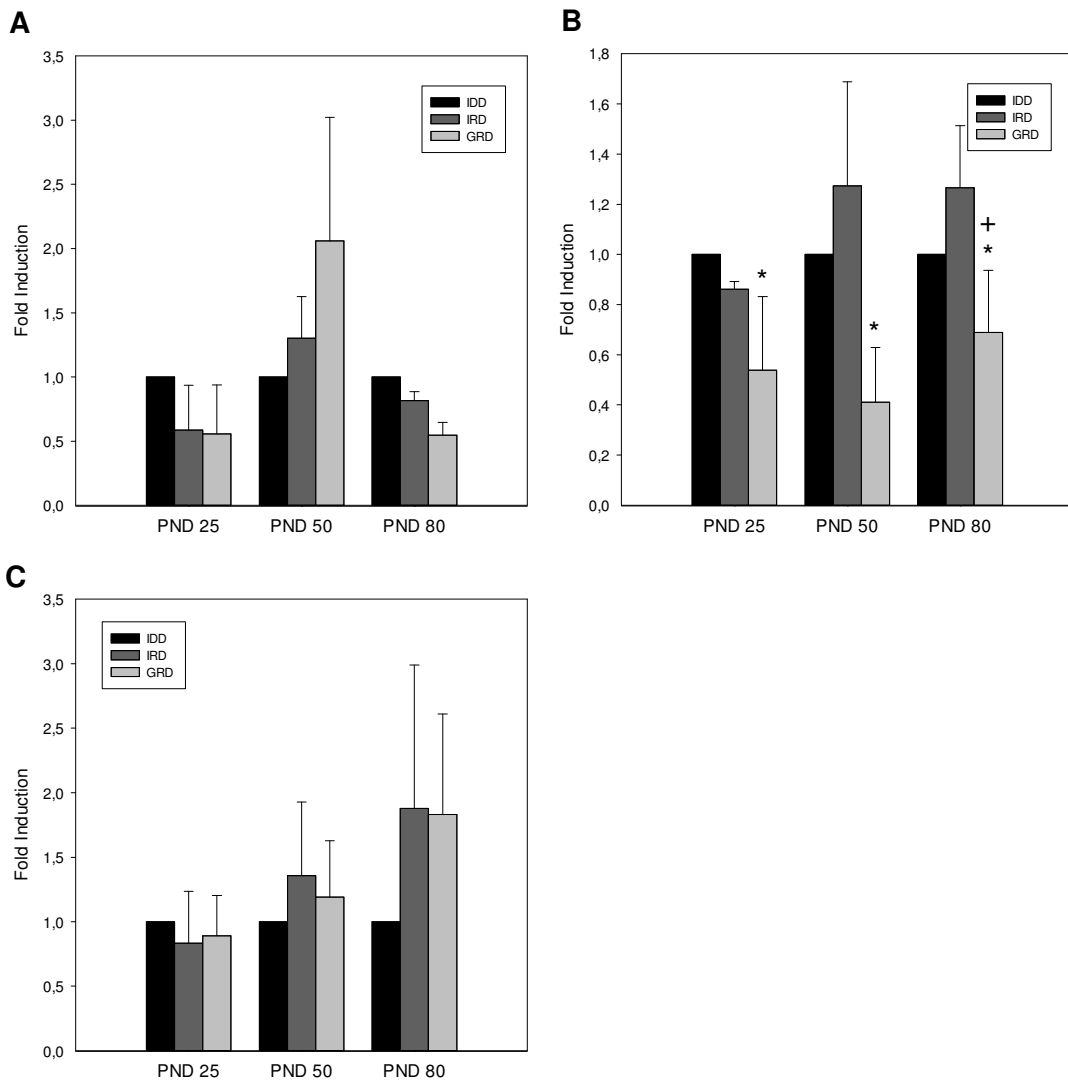 A
3,5
3,0
2,5
2,0
1,5
1,0
0,5
0,0
Fold Induction
IDD
IRD
GRD
PND 25 PND 50 PND 80
B
1,8
1,6
1,4
1,2
1,0
0,8
0,6
0,4
0,2
0,0
Fold Induction
IDD
IRD
GRD
*
*
+
*
PND 25 PND 50 PND 80
C
3,5
3,0
2,5
2,0
1,5
1,0
0,5
0,0
Fold Induction
IDD
IRD
GRD
PND 25 PND 50 PND 80